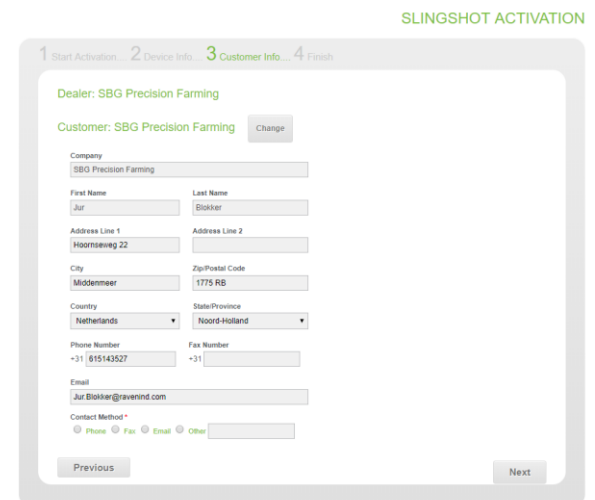 SLINGSHOT ACTIVATION
1 Start Activation... 2 Device Info... 3 Customer Info... 4 Finish
Dealer: SBG Precision Farming
Customer: SBG Precision Farming Change
Company
SBG Precision Farming
First Name Last Name
Jur Blokker
Address Line 1 Address Line 2
Hoornseweg 22
City Zip/Postal Code
Middenmeer 1775 RB
Country State/Province
Netherlands Noord-Holland
Phone Number Fax Number
+31 615143527 +31
Email
Jur.Blokker@ravenind.com
Contact Method *
Phone Fax Email Other
Previous Next